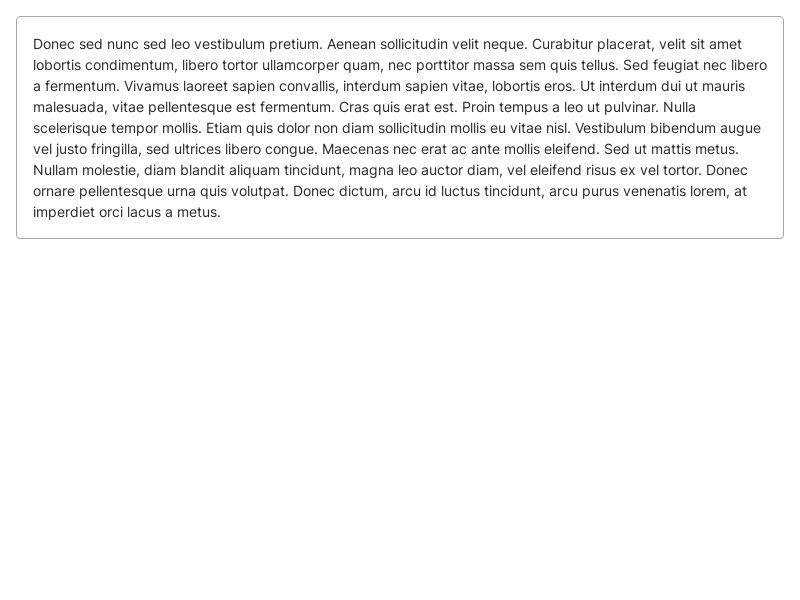 Donec sed nunc sed leo vestibulum pretium. Aenean sollicitudin velit neque. Curabitur placerat, velit sit amet
lobortis condimentum, libero tortor ullamcorper quam, nec porttitor massa sem quis tellus. Sed feugiat nec libero
a fermentum. Vivamus laoreet sapien convallis, interdum sapien vitae, lobortis eros. Ut interdum dui ut mauris
malesuada, vitae pellentesque est fermentum. Cras quis erat est. Proin tempus a leo ut pulvinar. Nulla
scelerisque tempor mollis. Etiam quis dolor non diam sollicitudin mollis eu vitae nisl. Vestibulum bibendum augue
vel justo fringilla, sed ultrices libero congue. Maecenas nec erat ac ante mollis eleifend. Sed ut mattis metus.
Nullam molestie, diam blandit aliquam tincidunt, magna leo auctor diam, vel eleifend risus ex vel tortor. Donec
ornare pellentesque urna quis volutpat. Donec dictum, arcu id luctus tincidunt, arcu purus venenatis lorem, at
imperdiet orci lacus a metus.